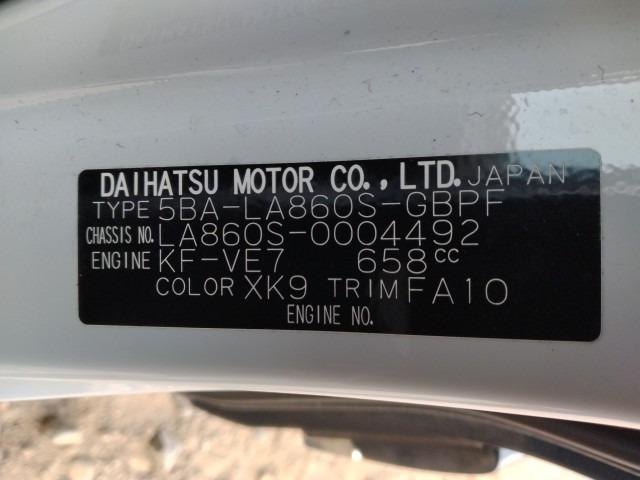 DAIHATSU MOTOR CO., LTD. JAPAN
TYPE 5BA-LA860S-GBPF
CHASSIS NO. LA860S-0004492
ENGINE KF-VE7 658cc
COLOR XK9 TRIM FA10
ENGINE NO.